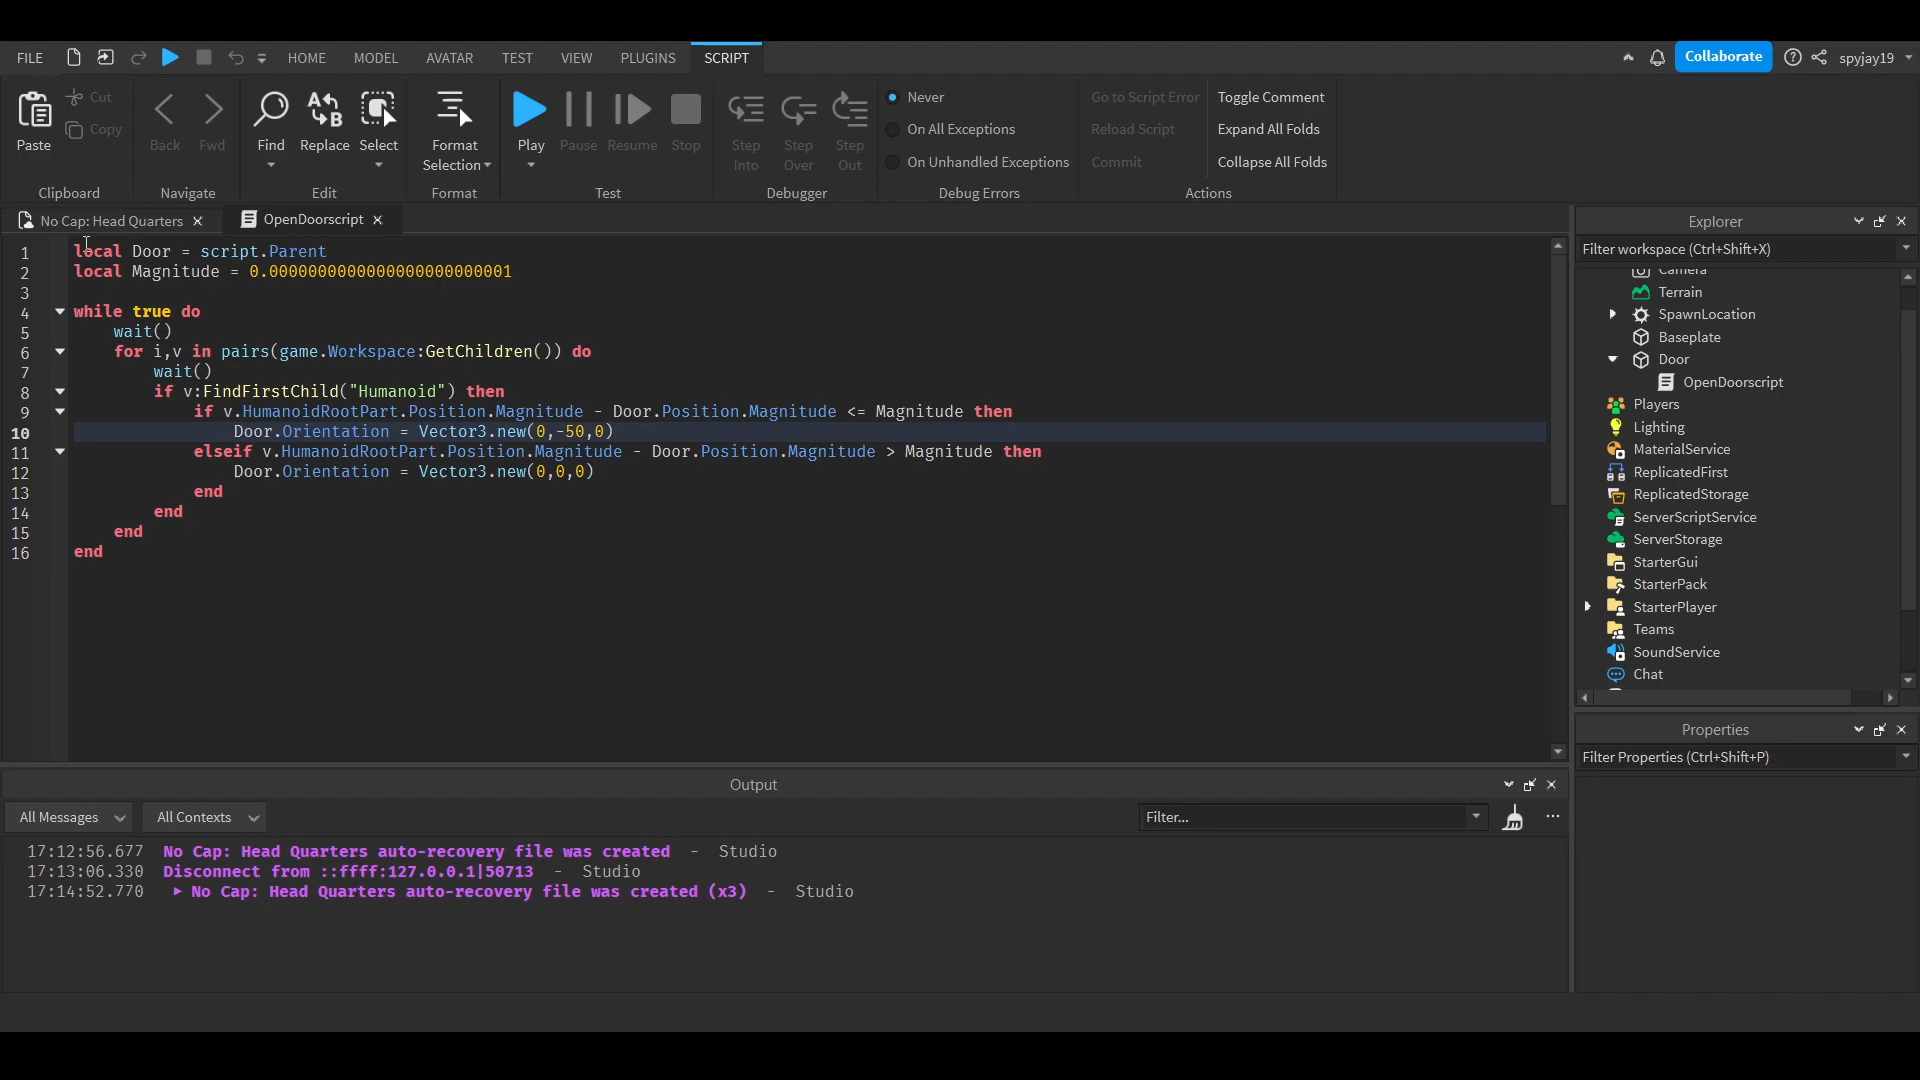 FILE HOME MODEL AVATAR TEST VIEW PLUGINS SCRIPT Collaborate spyjay19
Paste Cut Copy Back Fwd Find Replace Select Format Selection Play Pause Resume Stop Step Into Step Over Step Out
Never
On All Exceptions
On Unhandled Exceptions
Go to Script Error
Reload Script
Commit
Toggle Comment
Expand All Folds
Collapse All Folds
Clipboard Navigate Edit Format Test Debugger Debug Errors Actions
No Cap: Head Quarters OpenDoorscript
1 local Door = script.Parent
2 local Magnitude = 0.0000000000000000000000001
3
4 while true do
5 wait()
6 for i,v in pairs(game.Workspace:GetChildren()) do
7 wait()
8 if v:FindFirstChild("Humanoid") then
9 if v.HumanoidRootPart.Position.Magnitude - Door.Position.Magnitude <= Magnitude then
10 Door.Orientation = Vector3.new(0,-50,0)
11 elseif v.HumanoidRootPart.Position.Magnitude - Door.Position.Magnitude > Magnitude then
12 Door.Orientation = Vector3.new(0,0,0)
13 end
14 end
15 end
16 end
Explorer
Filter workspace (Ctrl+Shift+X)
Camera
Terrain
SpawnLocation
Baseplate
Door
OpenDoorscript
Players
Lighting
MaterialService
ReplicatedFirst
ReplicatedStorage
ServerScriptService
ServerStorage
StarterGui
StarterPack
StarterPlayer
Teams
SoundService
Chat
Properties
Filter Properties (Ctrl+Shift+P)
Output
All Messages All Contexts Filter... ...
17:12:56.677 No Cap: Head Quarters auto-recovery file was created - Studio
17:13:06.330 Disconnect from ::ffff:127.0.0.1|50713 - Studio
17:14:52.770 No Cap: Head Quarters auto-recovery file was created (x3) - Studio